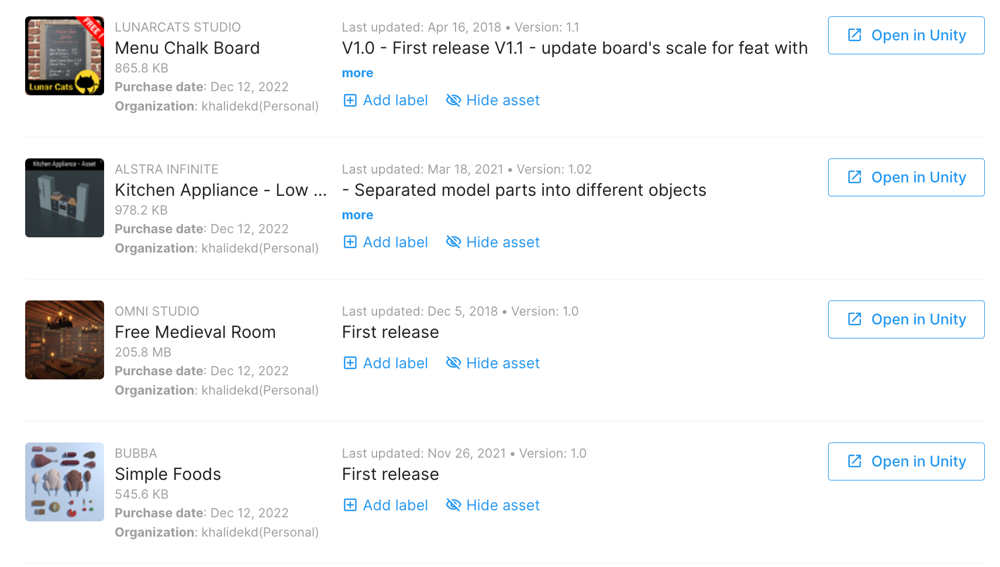 FREE!
Lunar Cats
LUNARCATS STUDIO
Menu Chalk Board
865.8 KB
Purchase date: Dec 12, 2022
Organization: khalidekd(Personal)
Last updated: Apr 16, 2018 • Version: 1.1
V1.0 - First release V1.1 - update board's scale for feat with
more
Add label
Hide asset
Open in Unity
Kitchen Appliance - Asset
ALSTRA INFINITE
Kitchen Appliance - Low ...
978.2 KB
Purchase date: Dec 12, 2022
Organization: khalidekd(Personal)
Last updated: Mar 18, 2021 • Version: 1.02
- Separated model parts into different objects
more
Add label
Hide asset
Open in Unity
OMNI STUDIO
Free Medieval Room
205.8 MB
Purchase date: Dec 12, 2022
Organization: khalidekd(Personal)
Last updated: Dec 5, 2018 • Version: 1.0
First release
Add label
Hide asset
Open in Unity
BUBBA
Simple Foods
545.6 KB
Purchase date: Dec 12, 2022
Organization: khalidekd(Personal)
Last updated: Nov 26, 2021 • Version: 1.0
First release
Add label
Hide asset
Open in Unity